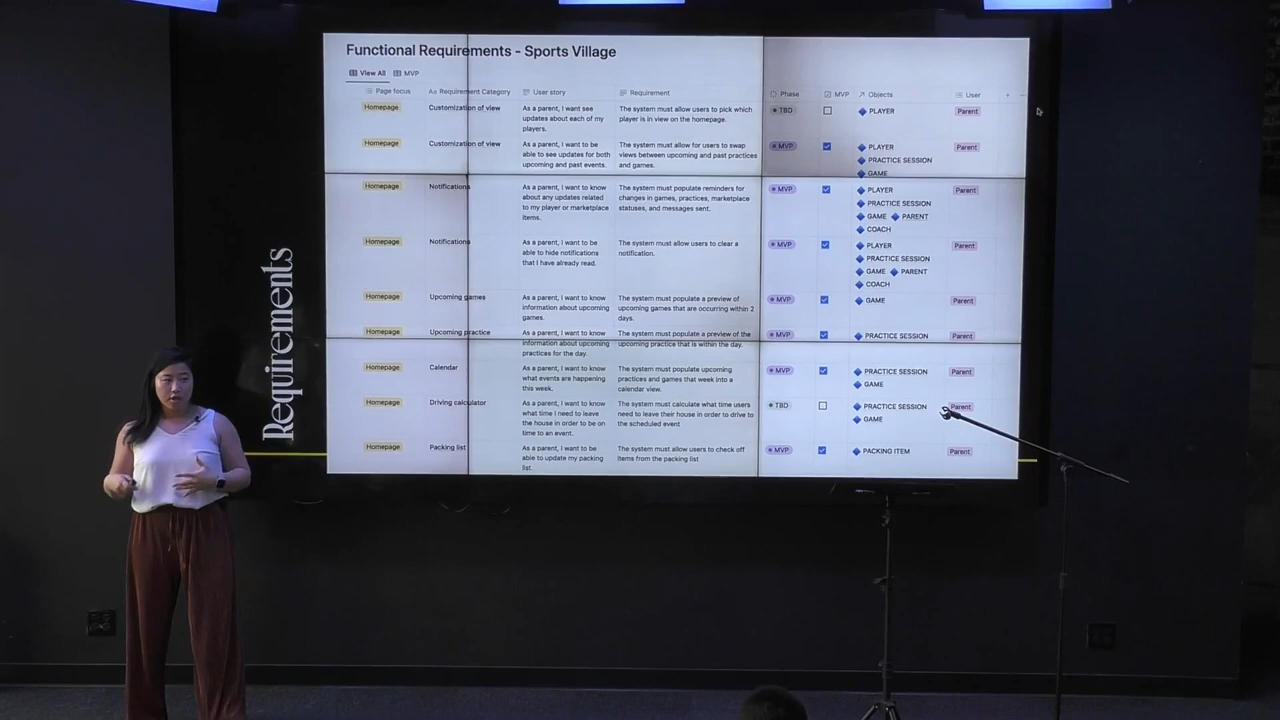 Functional Requirements - Sports Village
View All MVP
Page focus Requirement Category User story Requirement Phase MVP Objects User
Homepage Customization of view As a parent, I want see The system must allow users to pick which TBD PLAYER Parent
updates about each of my player is in view on the homepage.
players.
Homepage Customization of view As a parent, I want to be The system must allow for users to swap MVP PLAYER Parent
able to see updates for both views between upcoming and past practices PRACTICE SESSION
upcoming and past events. and games. GAME
Homepage Notifications As a parent, I want to know The system must populate reminders for MVP PLAYER Parent
about any updates related changes in games, practices, marketplace PRACTICE SESSION
to my player or marketplace statuses, and messages sent. GAME PARENT
items. COACH
Homepage Notifications As a parent, I want to be The system must allow users to clear a MVP PLAYER Parent
able to hide notifications notification. PRACTICE SESSION
that I have already read. GAME PARENT
COACH
Homepage Upcoming games As a parent, I want to know The system must populate a preview of MVP GAME Parent
information about upcoming upcoming games that are occurring within 2
games. days.
Homepage Upcoming practice As a parent, I want to know The system must populate a preview of the MVP PRACTICE SESSION Parent
information about upcoming upcoming practice that is within the day.
practices for the day.
Homepage Calendar As a parent, I want to know The system must populate upcoming MVP PRACTICE SESSION Parent
what events are happening practices and games that week into a GAME
this week. calendar view.
Homepage Driving calculator As a parent, I want to know The system must calculate what time users TBD PRACTICE SESSION Parent
what time I need to leave need to leave their house in order to drive to GAME
the house in order to be on the scheduled event
time to an event.
Homepage Packing list As a parent, I want to be The system must allow users to check off MVP PACKING ITEM Parent
able to update my packing items from the packing list
list.
Requirements